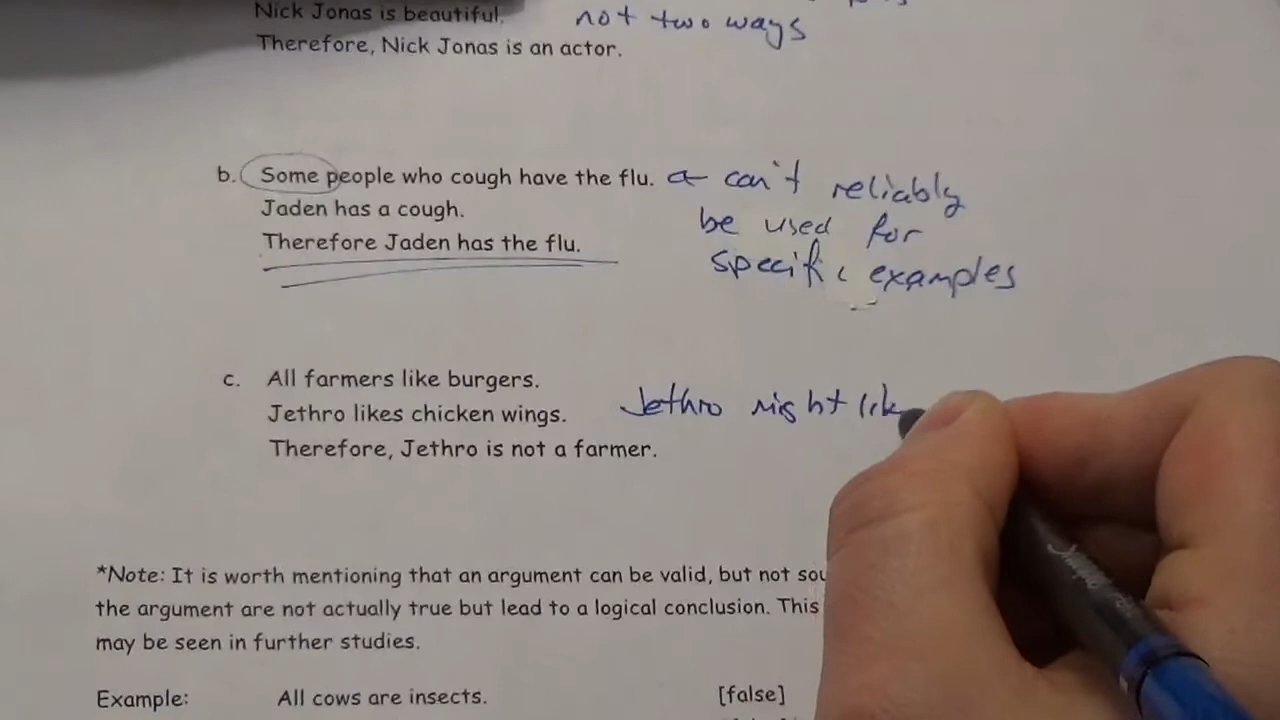 Nick Jonas is beautiful.
not two ways
Therefore, Nick Jonas is an actor.
b. Some people who cough have the flu. can't reliably
Jaden has a cough. be used for
Therefore Jaden has the flu. specific examples
c. All farmers like burgers.
Jethro likes chicken wings. Jethro might lik
Therefore, Jethro is not a farmer.
*Note: It is worth mentioning that an argument can be valid, but not sou
the argument are not actually true but lead to a logical conclusion. This
may be seen in further studies.
Example: All cows are insects. [false]